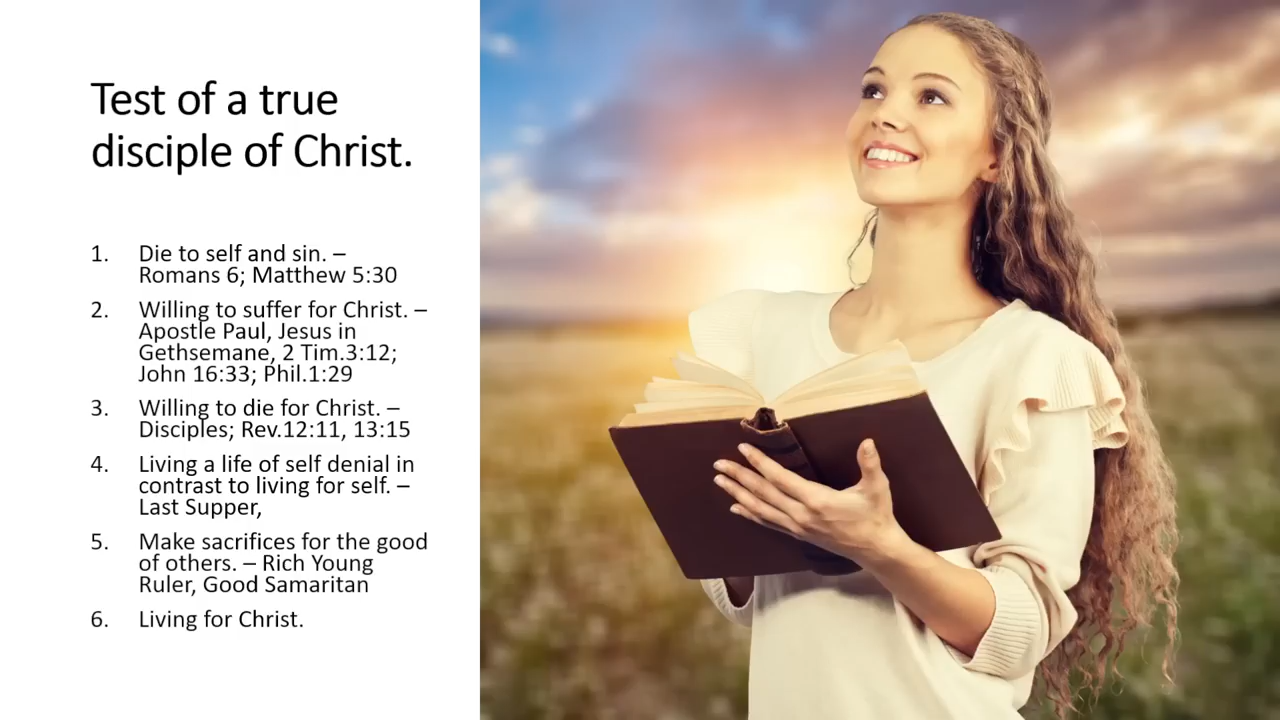 Test of a true
disciple of Christ.
1. Die to self and sin. –
Romans 6; Matthew 5:30
2. Willing to suffer for Christ. –
Apostle Paul, Jesus in
Gethsemane, 2 Tim.3:12;
John 16:33; Phil.1:29
3. Willing to die for Christ. –
Disciples; Rev.12:11, 13:15
4. Living a life of self denial in
contrast to living for self. –
Last Supper,
5. Make sacrifices for the good
of others. – Rich Young
Ruler, Good Samaritan
6. Living for Christ.